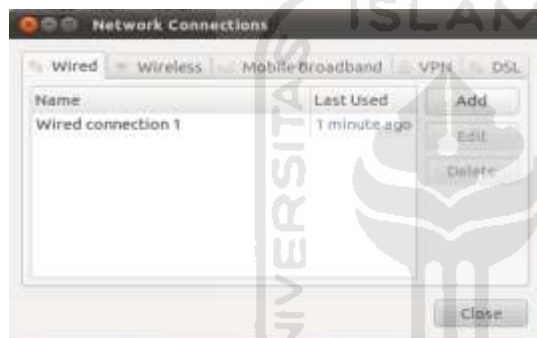 Network Connections
Wired Wireless Mobile Broadband VPN DSL
Name Last Used
Add
Wired connection 1 1 minute ago
Edit
Delete
Close
ISLAM
UNIVERSITAS